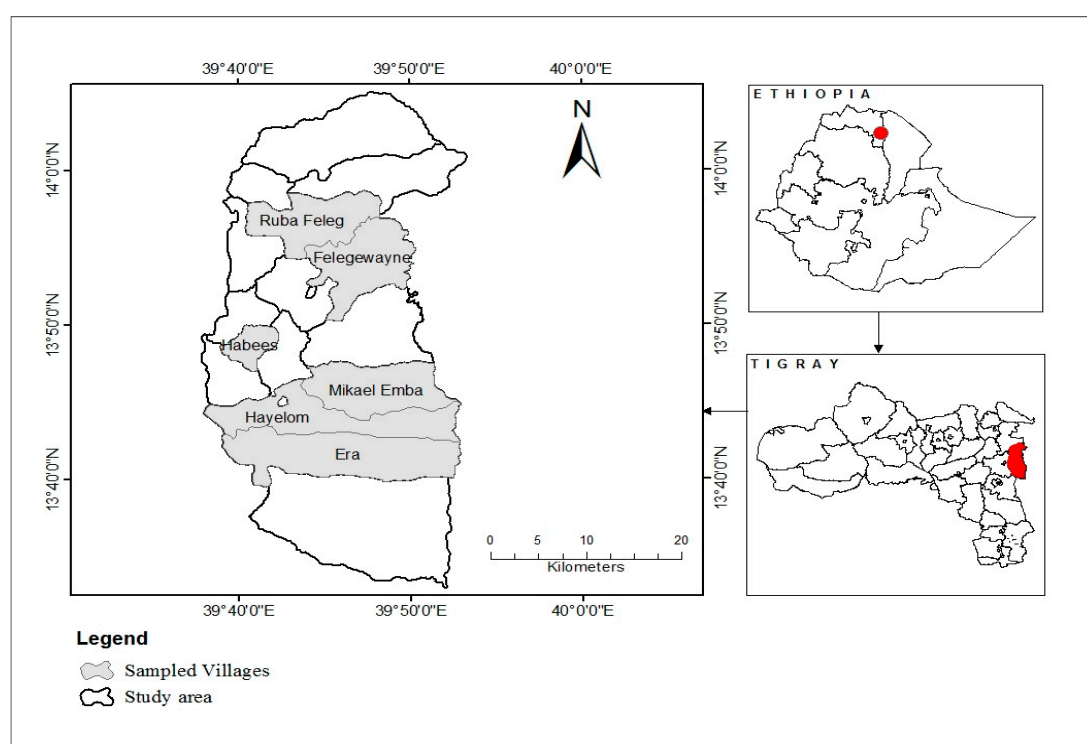 39°40'0"E
39°50'0"E
40°0'0"E
N
14°0'0"N
13°50'0"N
13°40'0"N
Ruba Feleg
Felegewayne
Habees
Mikael Emba
Hayelom
Era
0 5 10 20
Kilometers
14°0'0"N
13°50'0"N
13°40'0"N
39°40'0"E
39°50'0"E
40°0'0"E
ETHIOPIA
TIGRAY
Legend
Sampled Villages
Study area